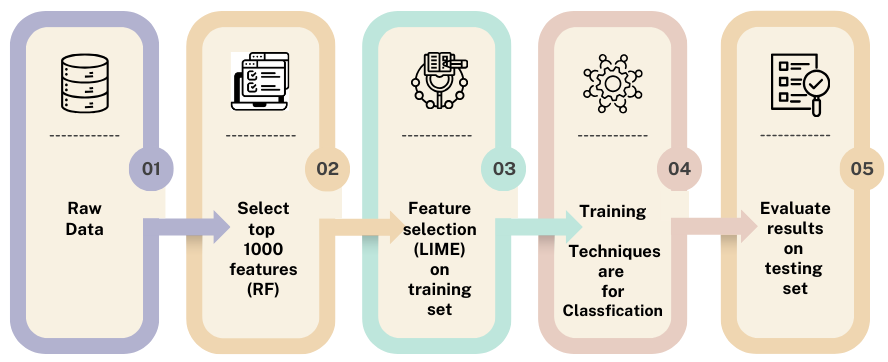 01
Raw
Data
02
Select
top
1000
features
(RF)
03
Feature
selection
(LIME)
on
training
set
04
Training
Techniques
are
for
Classfication
05
Evaluate
results
on
testing
set